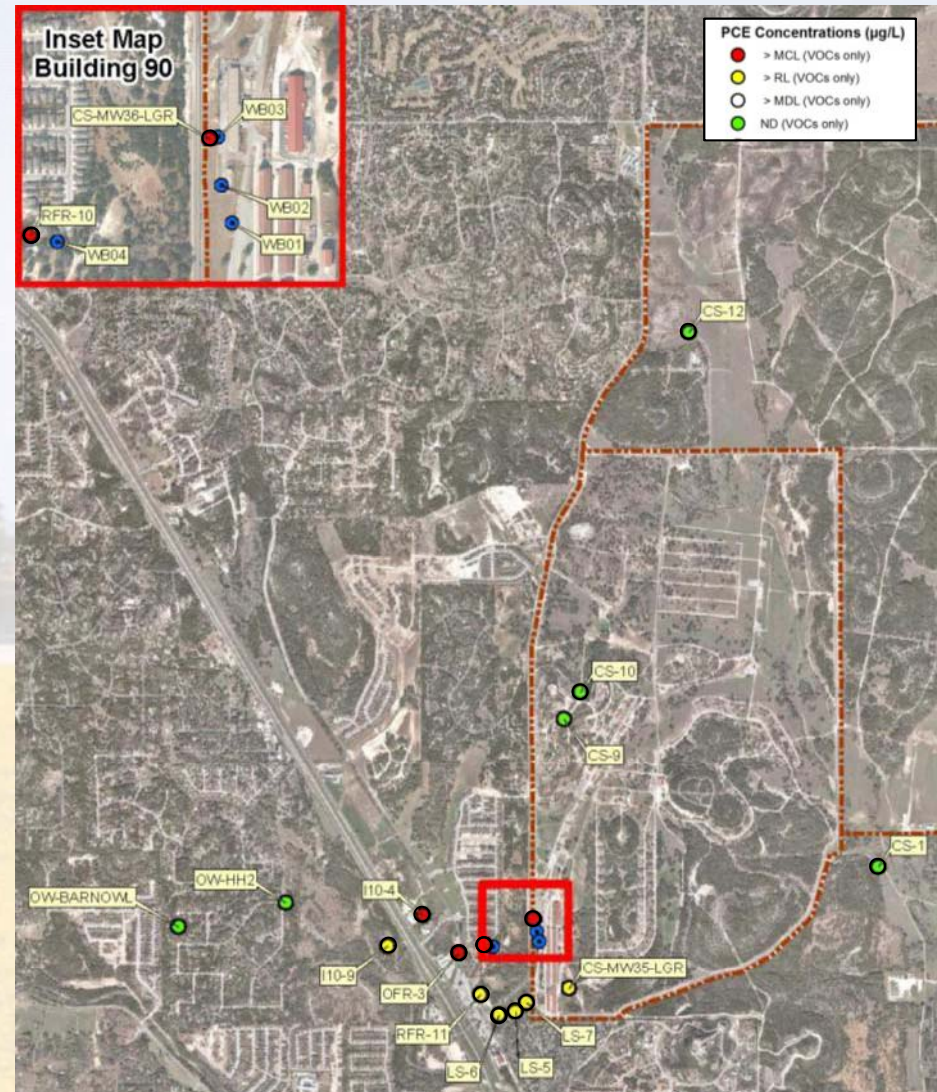 Inset Map
Building 90
CS-MW36-LGR
WB03
WB02
RFR-10
WB01
WB04
PCE Concentrations (µg/L)
> MCL (VOCs only)
> RL (VOCs only)
> MDL (VOCs only)
ND (VOCs only)
CS-12
CS-10
CS-9
CS-1
OW-HH2
I10-4
OW-BARNOWL
I10-9
CS-MW35-LGR
OFR-3
RFR-11
LS-7
LS-6
LS-5